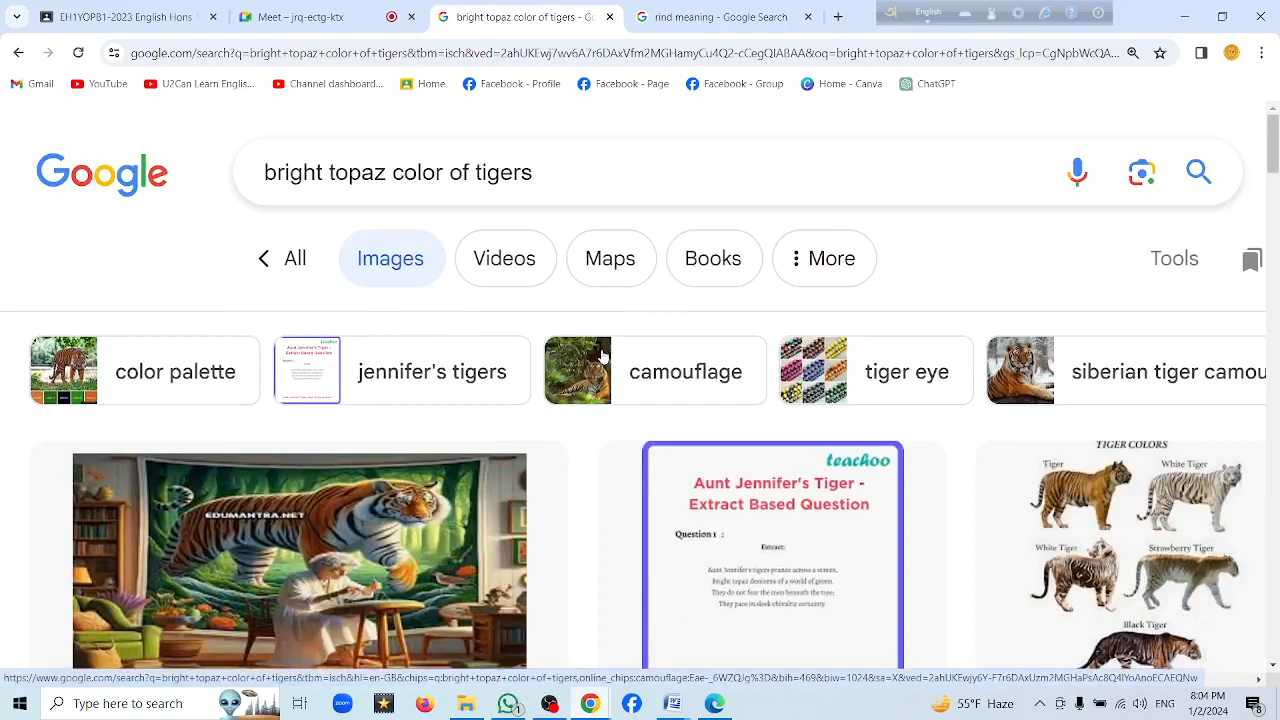 EH1YOPB1-2023
Meet – jrq-ectg-ktx
bright topaz color of tigers - G
rind meaning - Google Search
English
google.com/search?q=bright+topaz+color+of+tigers&tbm=isch&ved=2ahUKEwj7wv6A7r6DAxVfm2MGHamyCu4Q2-cCegQIABAA&oq=bright+topaz+color+of+tigers&gs_lcp=CgNpbWcQA...
Gmail YouTube U2Can Learn Englis... Channel dashboard... Home Facebook - Profile Facebook - Page Facebook - Group Home - Canva ChatGPT
Google
bright topaz color of tigers
All Images Videos Maps Books More Tools
color palette jennifer's tigers camouflage tiger eye siberian tiger camou
EDUMANTRA.NET
teachoo
Aunt Jennifer's Tiger -
Extract Based Question
Question 1 :
Extract:
Aunt Jennifer's tigers prance across a screen,
Bright topaz denizens of a world of green.
They do not fear the men beneath the tree;
They pace in sleek chivalric certainty.
TIGER COLORS
Tiger White Tiger
White Tiger Strawberry Tiger
Black Tiger
Type here to search
zoom
55°F Haze
ENG
8:04 PM
1/2/2024